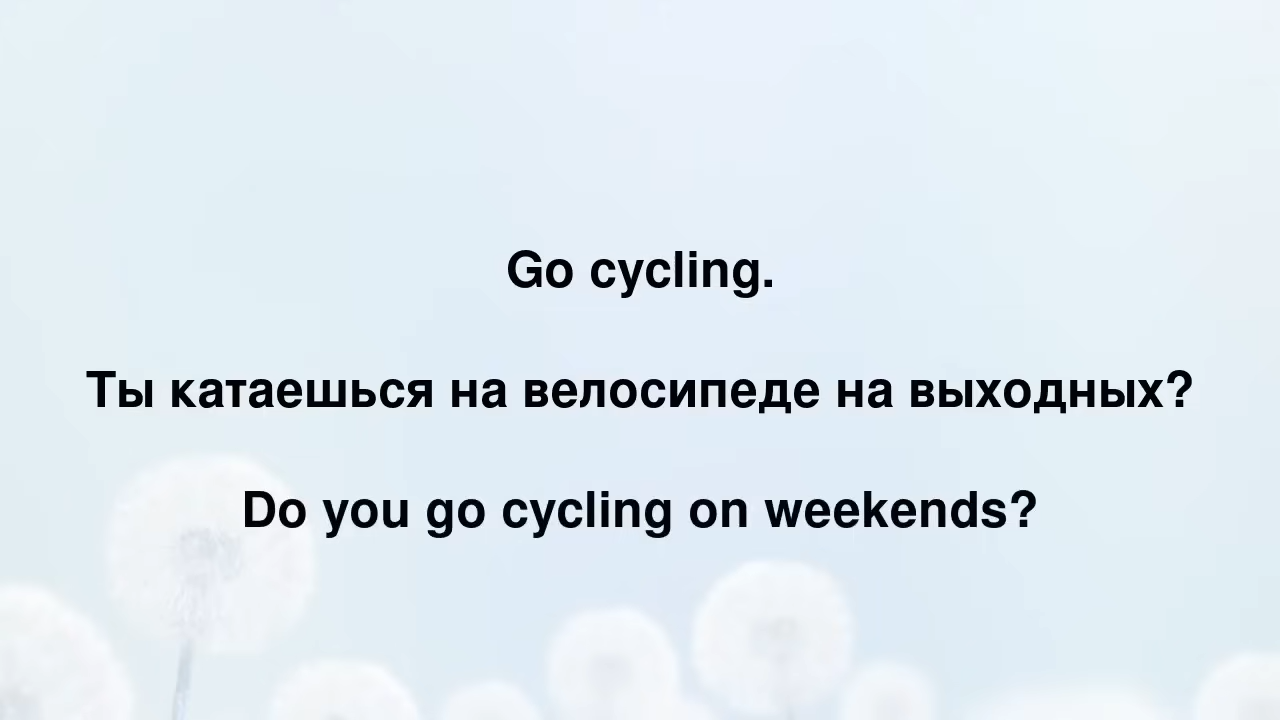 Go cycling.
Ты катаешься на велосипеде на выходных?
Do you go cycling on weekends?